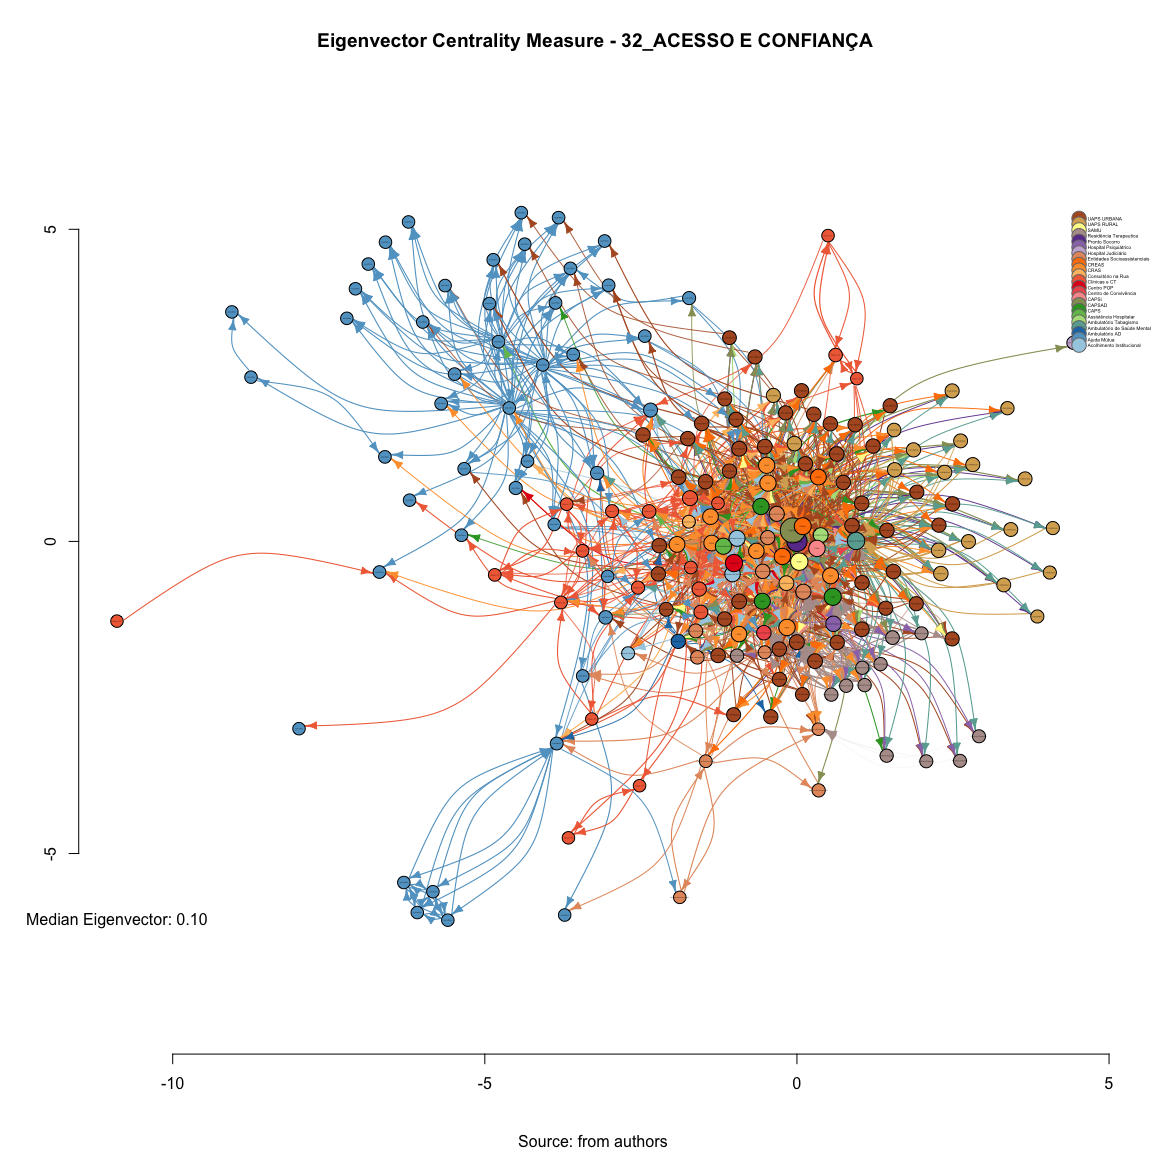 Eigenvector Centrality Measure - 32_ACESSO E CONFIANÇA
5
0
-5
UAPS URBANA
UAPS RURAL
SAMU
Residência Terapeutica
Pronto Socorro
Hospital Psiquiátrico
Hospital Judiciário
Entidades Socioassistenciais
CREAS
CRAS
Consultório na Rua
Clínicas e CT
Centro POP
Centro de Convivência
CAPSi
CAPSAD
CAPS
Assistência Hospitalar
Ambulatório Tabagismo
Ambulatório de Saúde Mental
Ambulatório AD
Ajuda Mútua
Acolhimento Institucional
Median Eigenvector: 0.10
-10
-5
0
5
Source: from authors